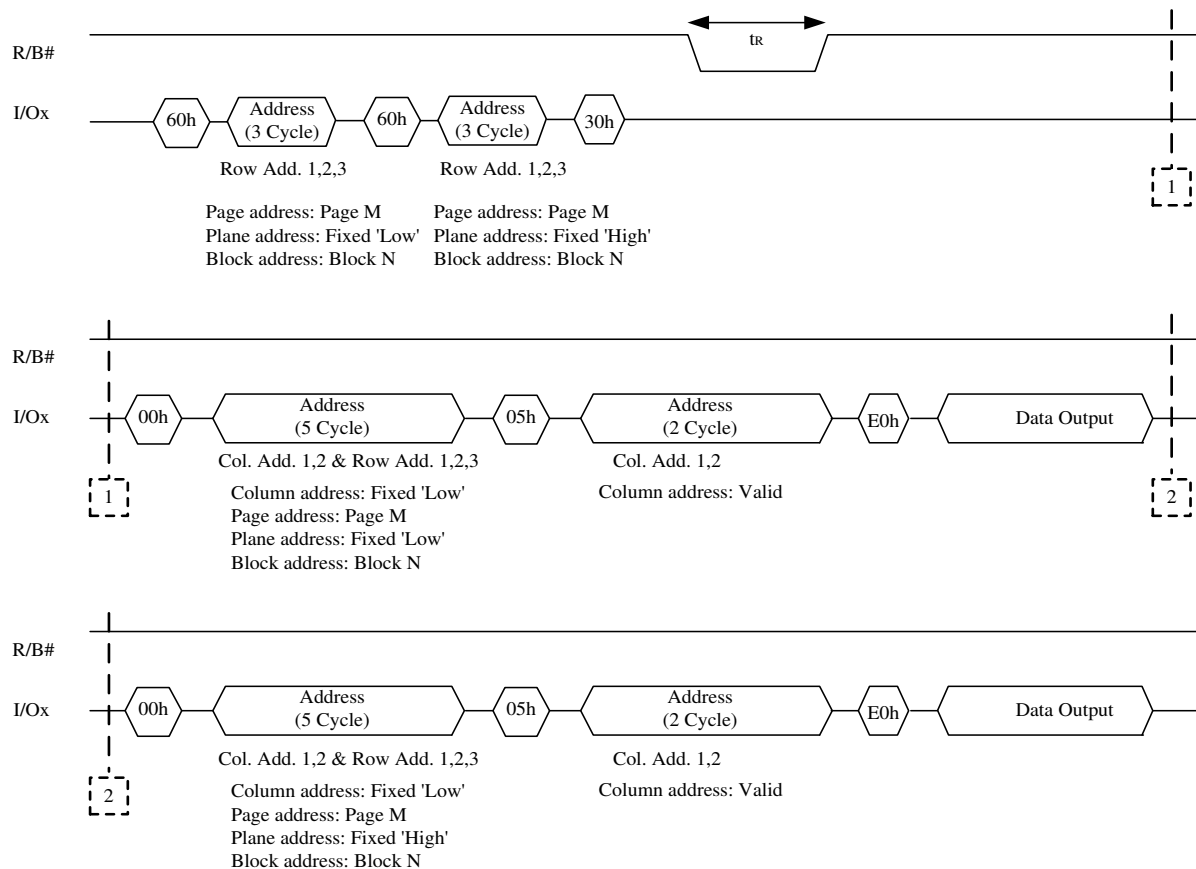 R/B#
tR
I/Ox
60h
Address
(3 Cycle)
60h
Address
(3 Cycle)
30h
Row Add. 1,2,3
Row Add. 1,2,3
Page address: Page M
Plane address: Fixed 'Low'
Block address: Block N
Page address: Page M
Plane address: Fixed 'High'
Block address: Block N
1
R/B#
I/Ox
00h
Address
(5 Cycle)
05h
Address
(2 Cycle)
E0h
Data Output
Col. Add. 1,2 & Row Add. 1,2,3
Col. Add. 1,2
1
Column address: Fixed 'Low'
Page address: Page M
Plane address: Fixed 'Low'
Block address: Block N
Column address: Valid
2
R/B#
I/Ox
00h
Address
(5 Cycle)
05h
Address
(2 Cycle)
E0h
Data Output
Col. Add. 1,2 & Row Add. 1,2,3
Col. Add. 1,2
2
Column address: Fixed 'Low'
Page address: Page M
Plane address: Fixed 'High'
Block address: Block N
Column address: Valid